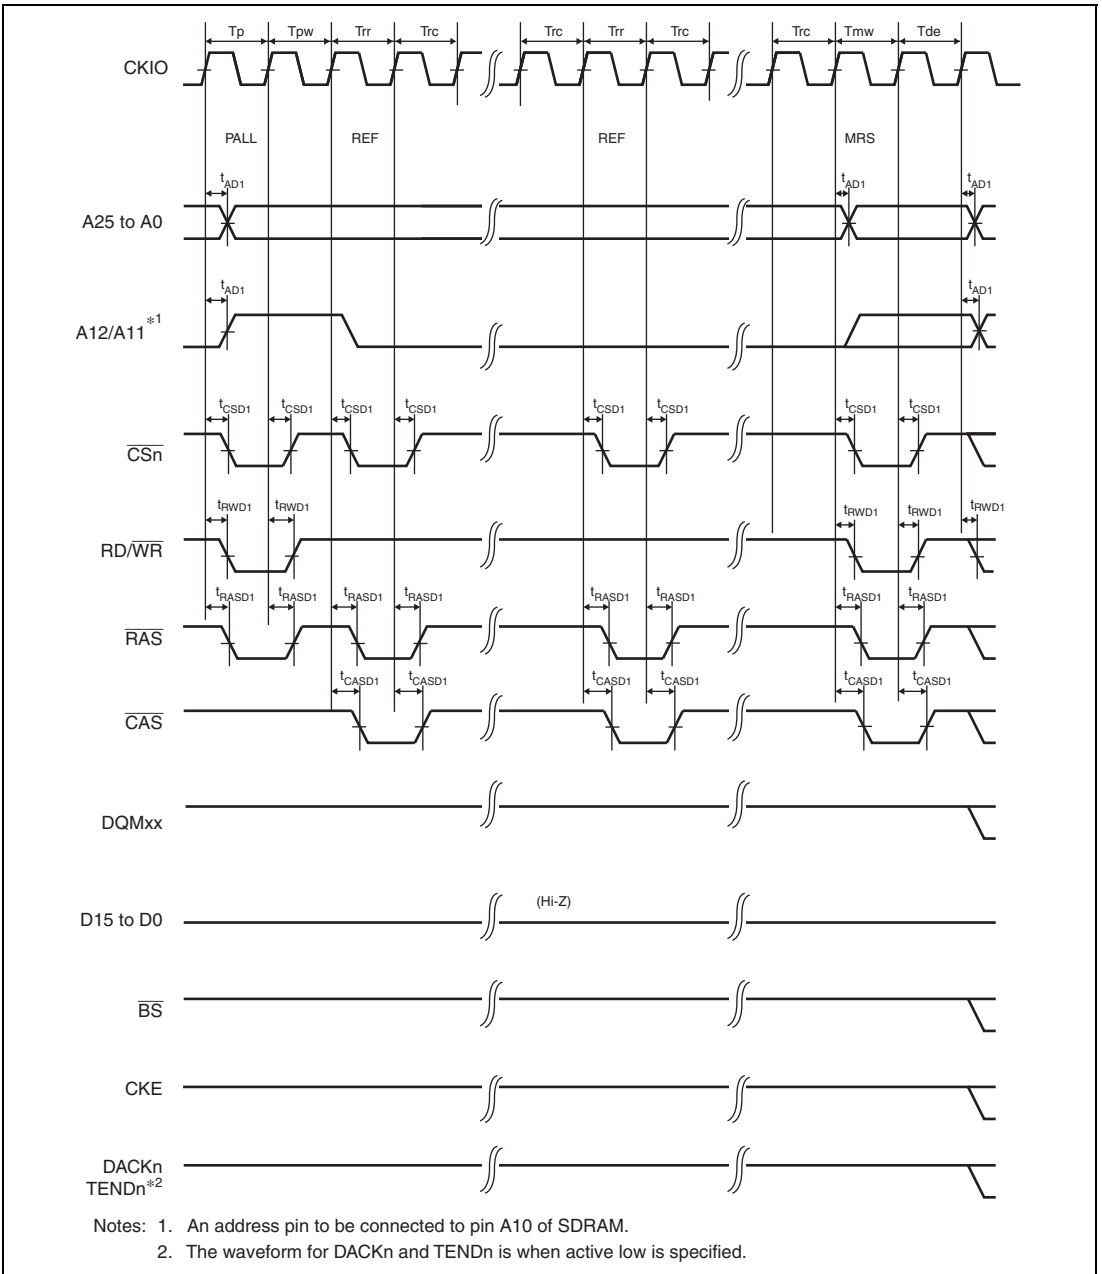 Tp Tpw Trr Trc Trc Trr Trc Trc Tmw Tde
CKIO
PALL REF REF MRS
tAD1 tAD1 tAD1
A25 to A0
tAD1 tAD1
A12/A11*1
tCSD1 tCSD1 tCSD1 tCSD1 tCSD1 tCSD1 tCSD1 tCSD1
CSn
tRWD1 tRWD1 tRWD1 tRWD1 tRWD1
RD/WR
tRASD1 tRASD1 tRASD1 tRASD1 tRASD1 tRASD1 tRASD1 tRASD1
RAS
tCASD1 tCASD1 tCASD1 tCASD1 tCASD1 tCASD1
CAS
DQMxx
(Hi-Z)
D15 to D0
BS
CKE
DACKn
TENDn*2
Notes: 1. An address pin to be connected to pin A10 of SDRAM.
2. The waveform for DACKn and TENDn is when active low is specified.